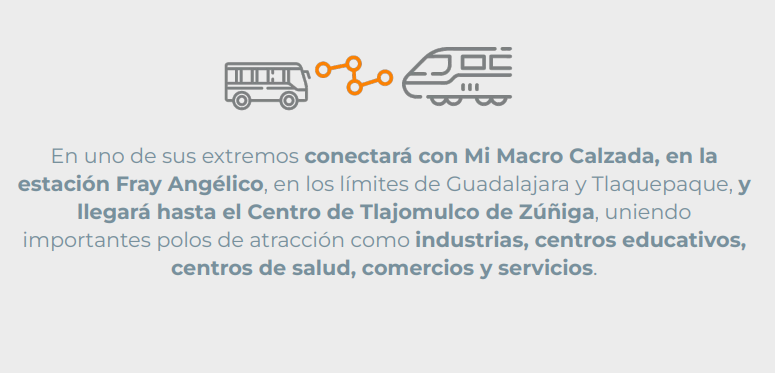 En uno de sus extremos conectará con Mi Macro Calzada, en la
estación Fray Angélico, en los límites de Guadalajara y Tlaquepaque, y
llegará hasta el Centro de Tlajomulco de Zúñiga, uniendo
importantes polos de atracción como industrias, centros educativos,
centros de salud, comercios y servicios.